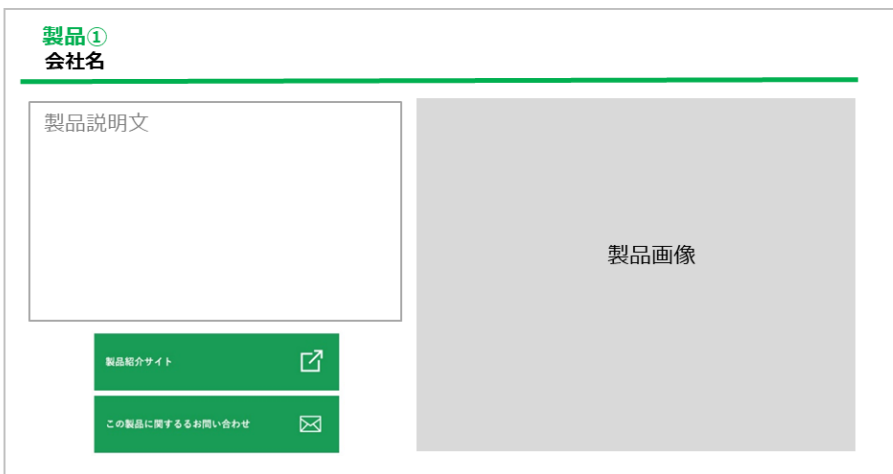 製品①
会社名
製品説明文
製品画像
製品紹介サイト
この製品に関するるお問い合わせ